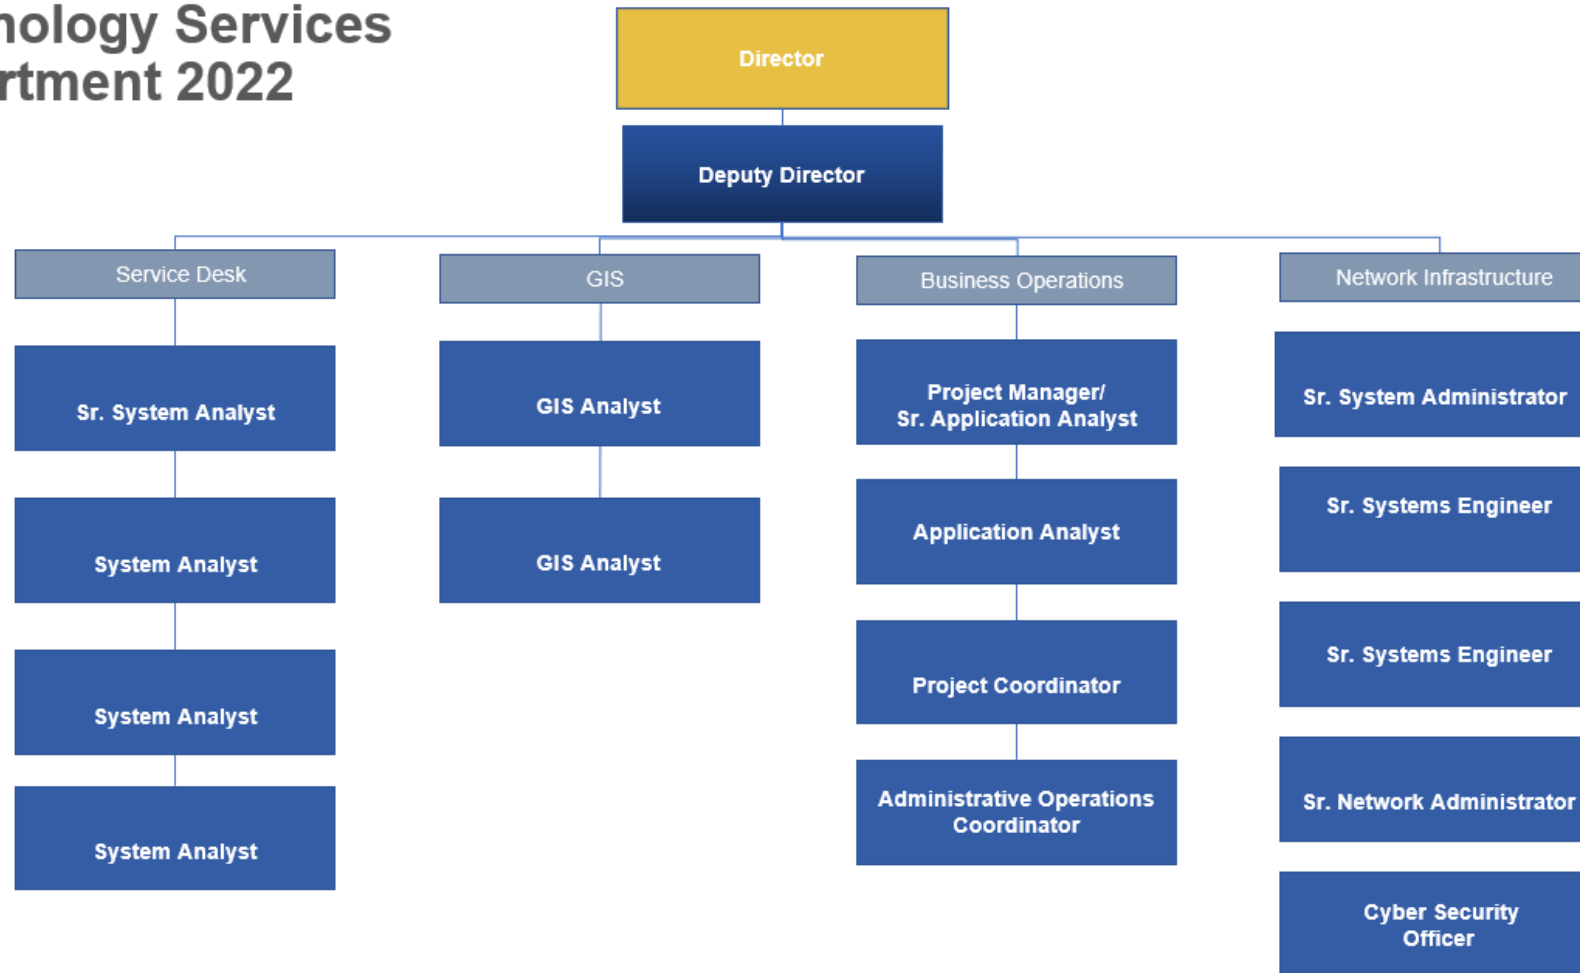 nology Services
rtment 2022
Director
Deputy Director
Service Desk
GIS
Business Operations
Network Infrastructure
Sr. System Analyst
System Analyst
System Analyst
System Analyst
GIS Analyst
GIS Analyst
Project Manager/
Sr. Application Analyst
Application Analyst
Project Coordinator
Administrative Operations
Coordinator
Sr. System Administrator
Sr. Systems Engineer
Sr. Systems Engineer
Sr. Network Administrator
Cyber Security
Officer